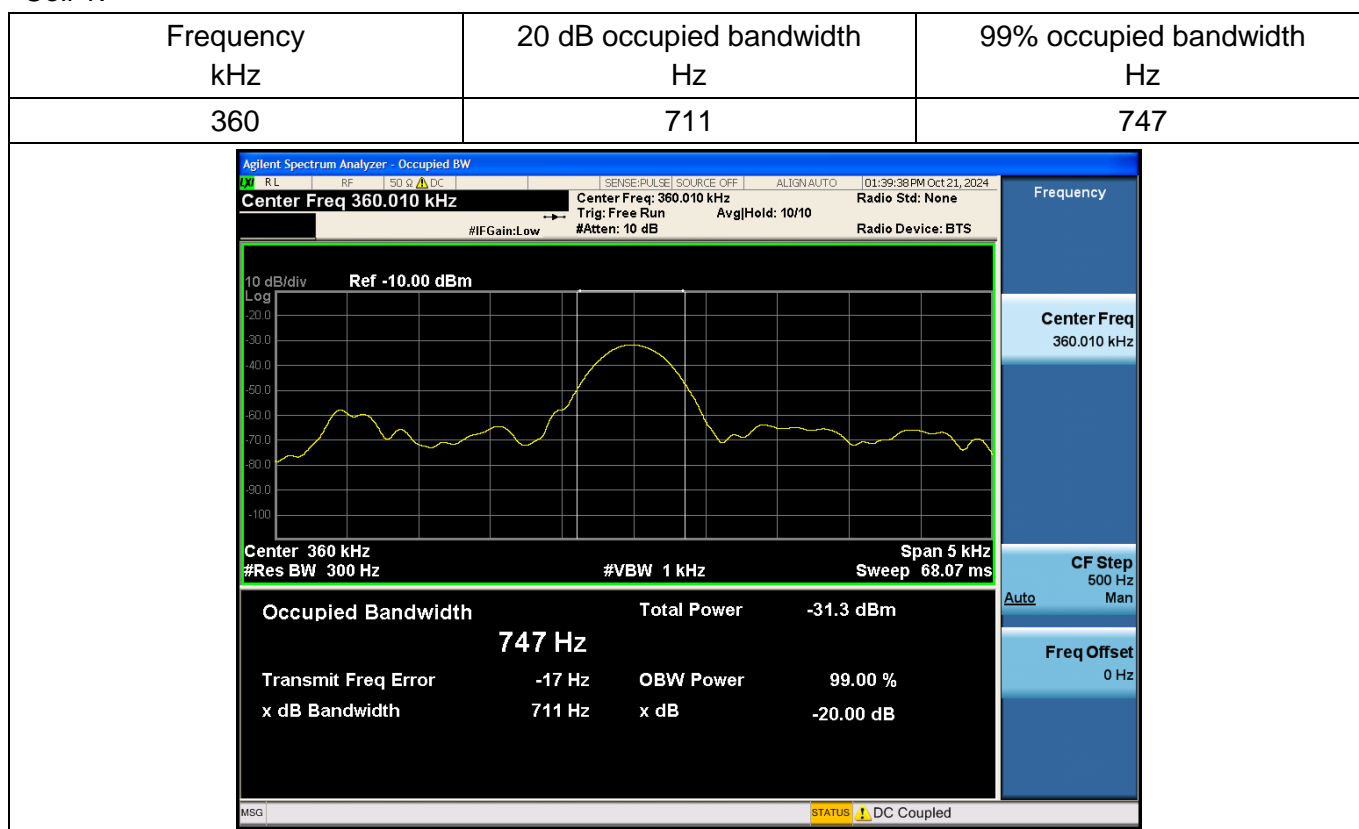 Frequency
kHz
20 dB occupied bandwidth
Hz
99% occupied bandwidth
Hz
360
711
747
Agilent Spectrum Analyzer - Occupied BW
LXI RL RF 50 Ω DC SENSE:PULSE SOURCE OFF ALIGN AUTO 01:39:38 PM Oct 21, 2024
Center Freq 360.010 kHz
Center Freq: 360.010 kHz
Radio Std: None
Trig: Free Run Avg|Hold: 10/10
#IFGain:Low
#Atten: 10 dB
Radio Device: BTS
10 dB/div Ref -10.00 dBm
Log
-20.0
-30.0
-40.0
-50.0
-60.0
-70.0
-80.0
-90.0
-100
Center 360 kHz
Span 5 kHz
#Res BW 300 Hz
#VBW 1 kHz
Sweep 68.07 ms
Occupied Bandwidth
747 Hz
Total Power -31.3 dBm
Transmit Freq Error -17 Hz
OBW Power 99.00 %
x dB Bandwidth 711 Hz
x dB -20.00 dB
Frequency
Center Freq
360.010 kHz
CF Step
500 Hz
Auto Man
Freq Offset
0 Hz
MSG
STATUS DC Coupled